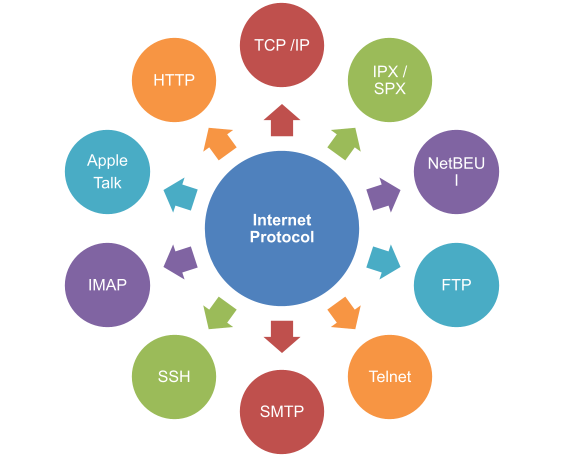 TCP /IP
IPX /
SPX
NetBEU
I
FTP
Telnet
SMTP
SSH
IMAP
Apple
Talk
HTTP
Internet
Protocol